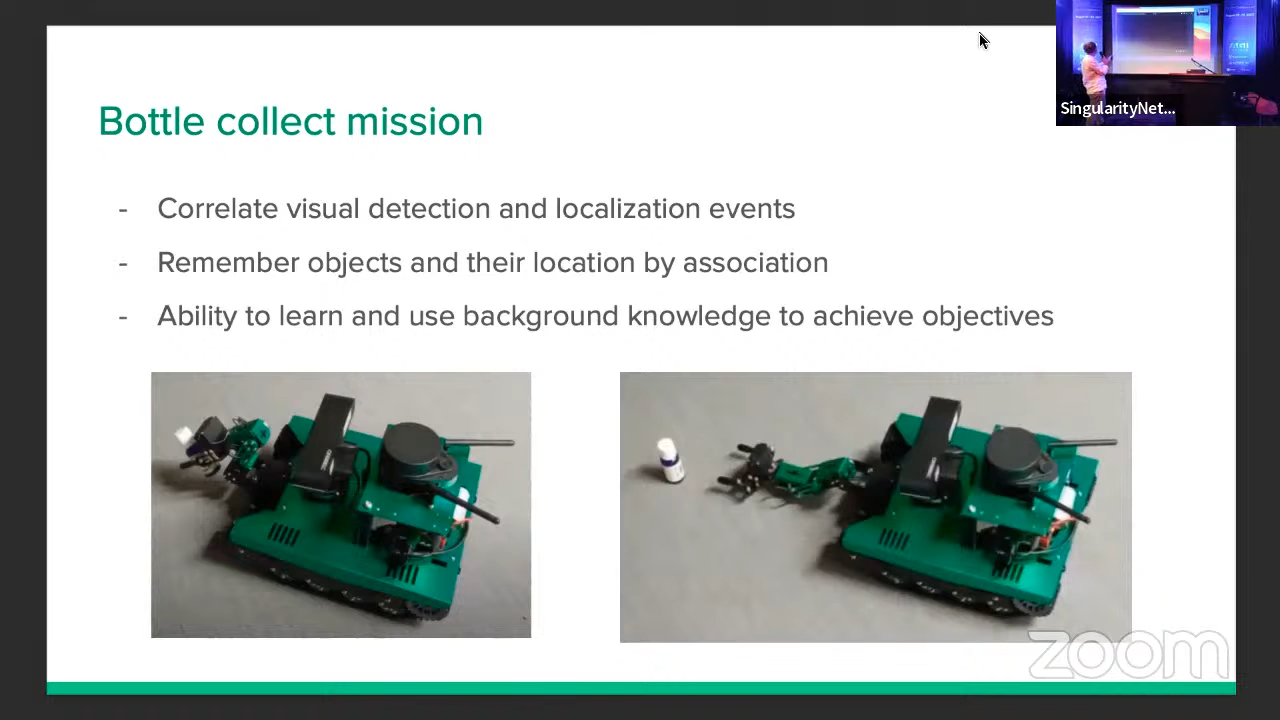 Bottle collect mission
SingularityNet...
- Correlate visual detection and localization events
- Remember objects and their location by association
- Ability to learn and use background knowledge to achieve objectives
zoom